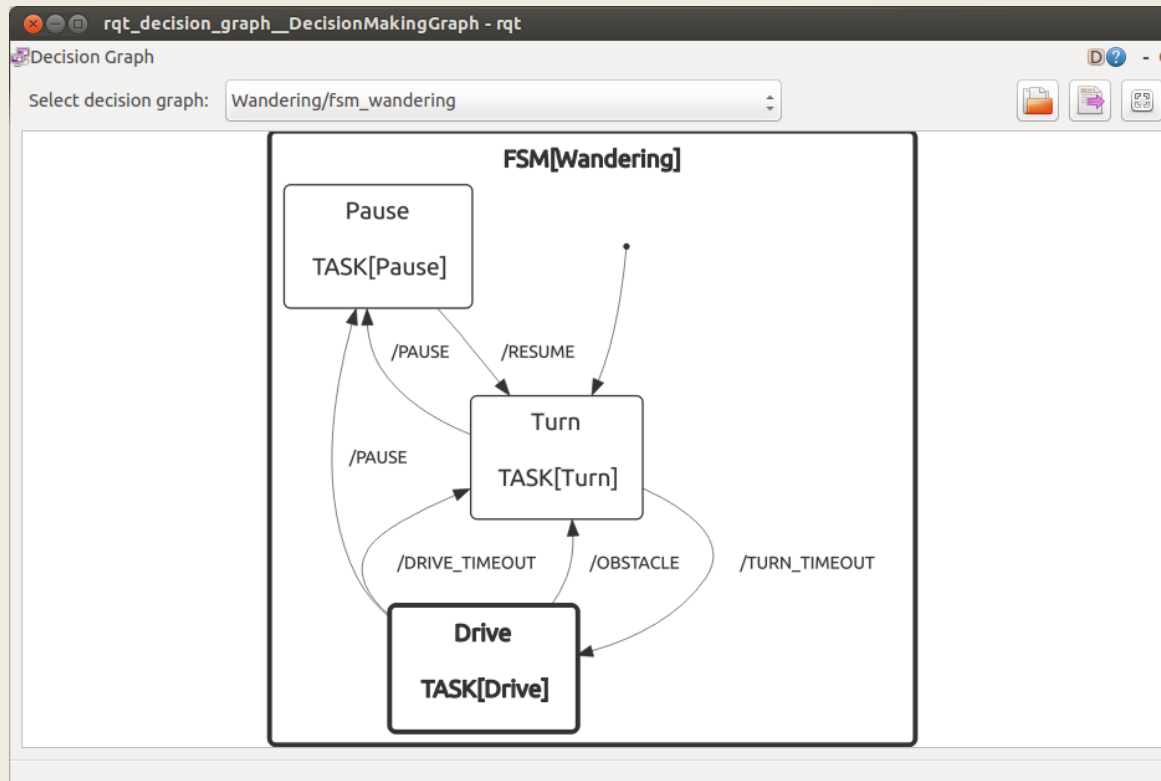 rqt_decision_graph__DecisionMakingGraph - rqt
Decision Graph
D ? -
Select decision graph: Wandering/fsm_wandering
FSM[Wandering]
Pause
TASK[Pause]
/PAUSE
/RESUME
Turn
TASK[Turn]
/PAUSE
/DRIVE_TIMEOUT
/OBSTACLE
/TURN_TIMEOUT
Drive
TASK[Drive]